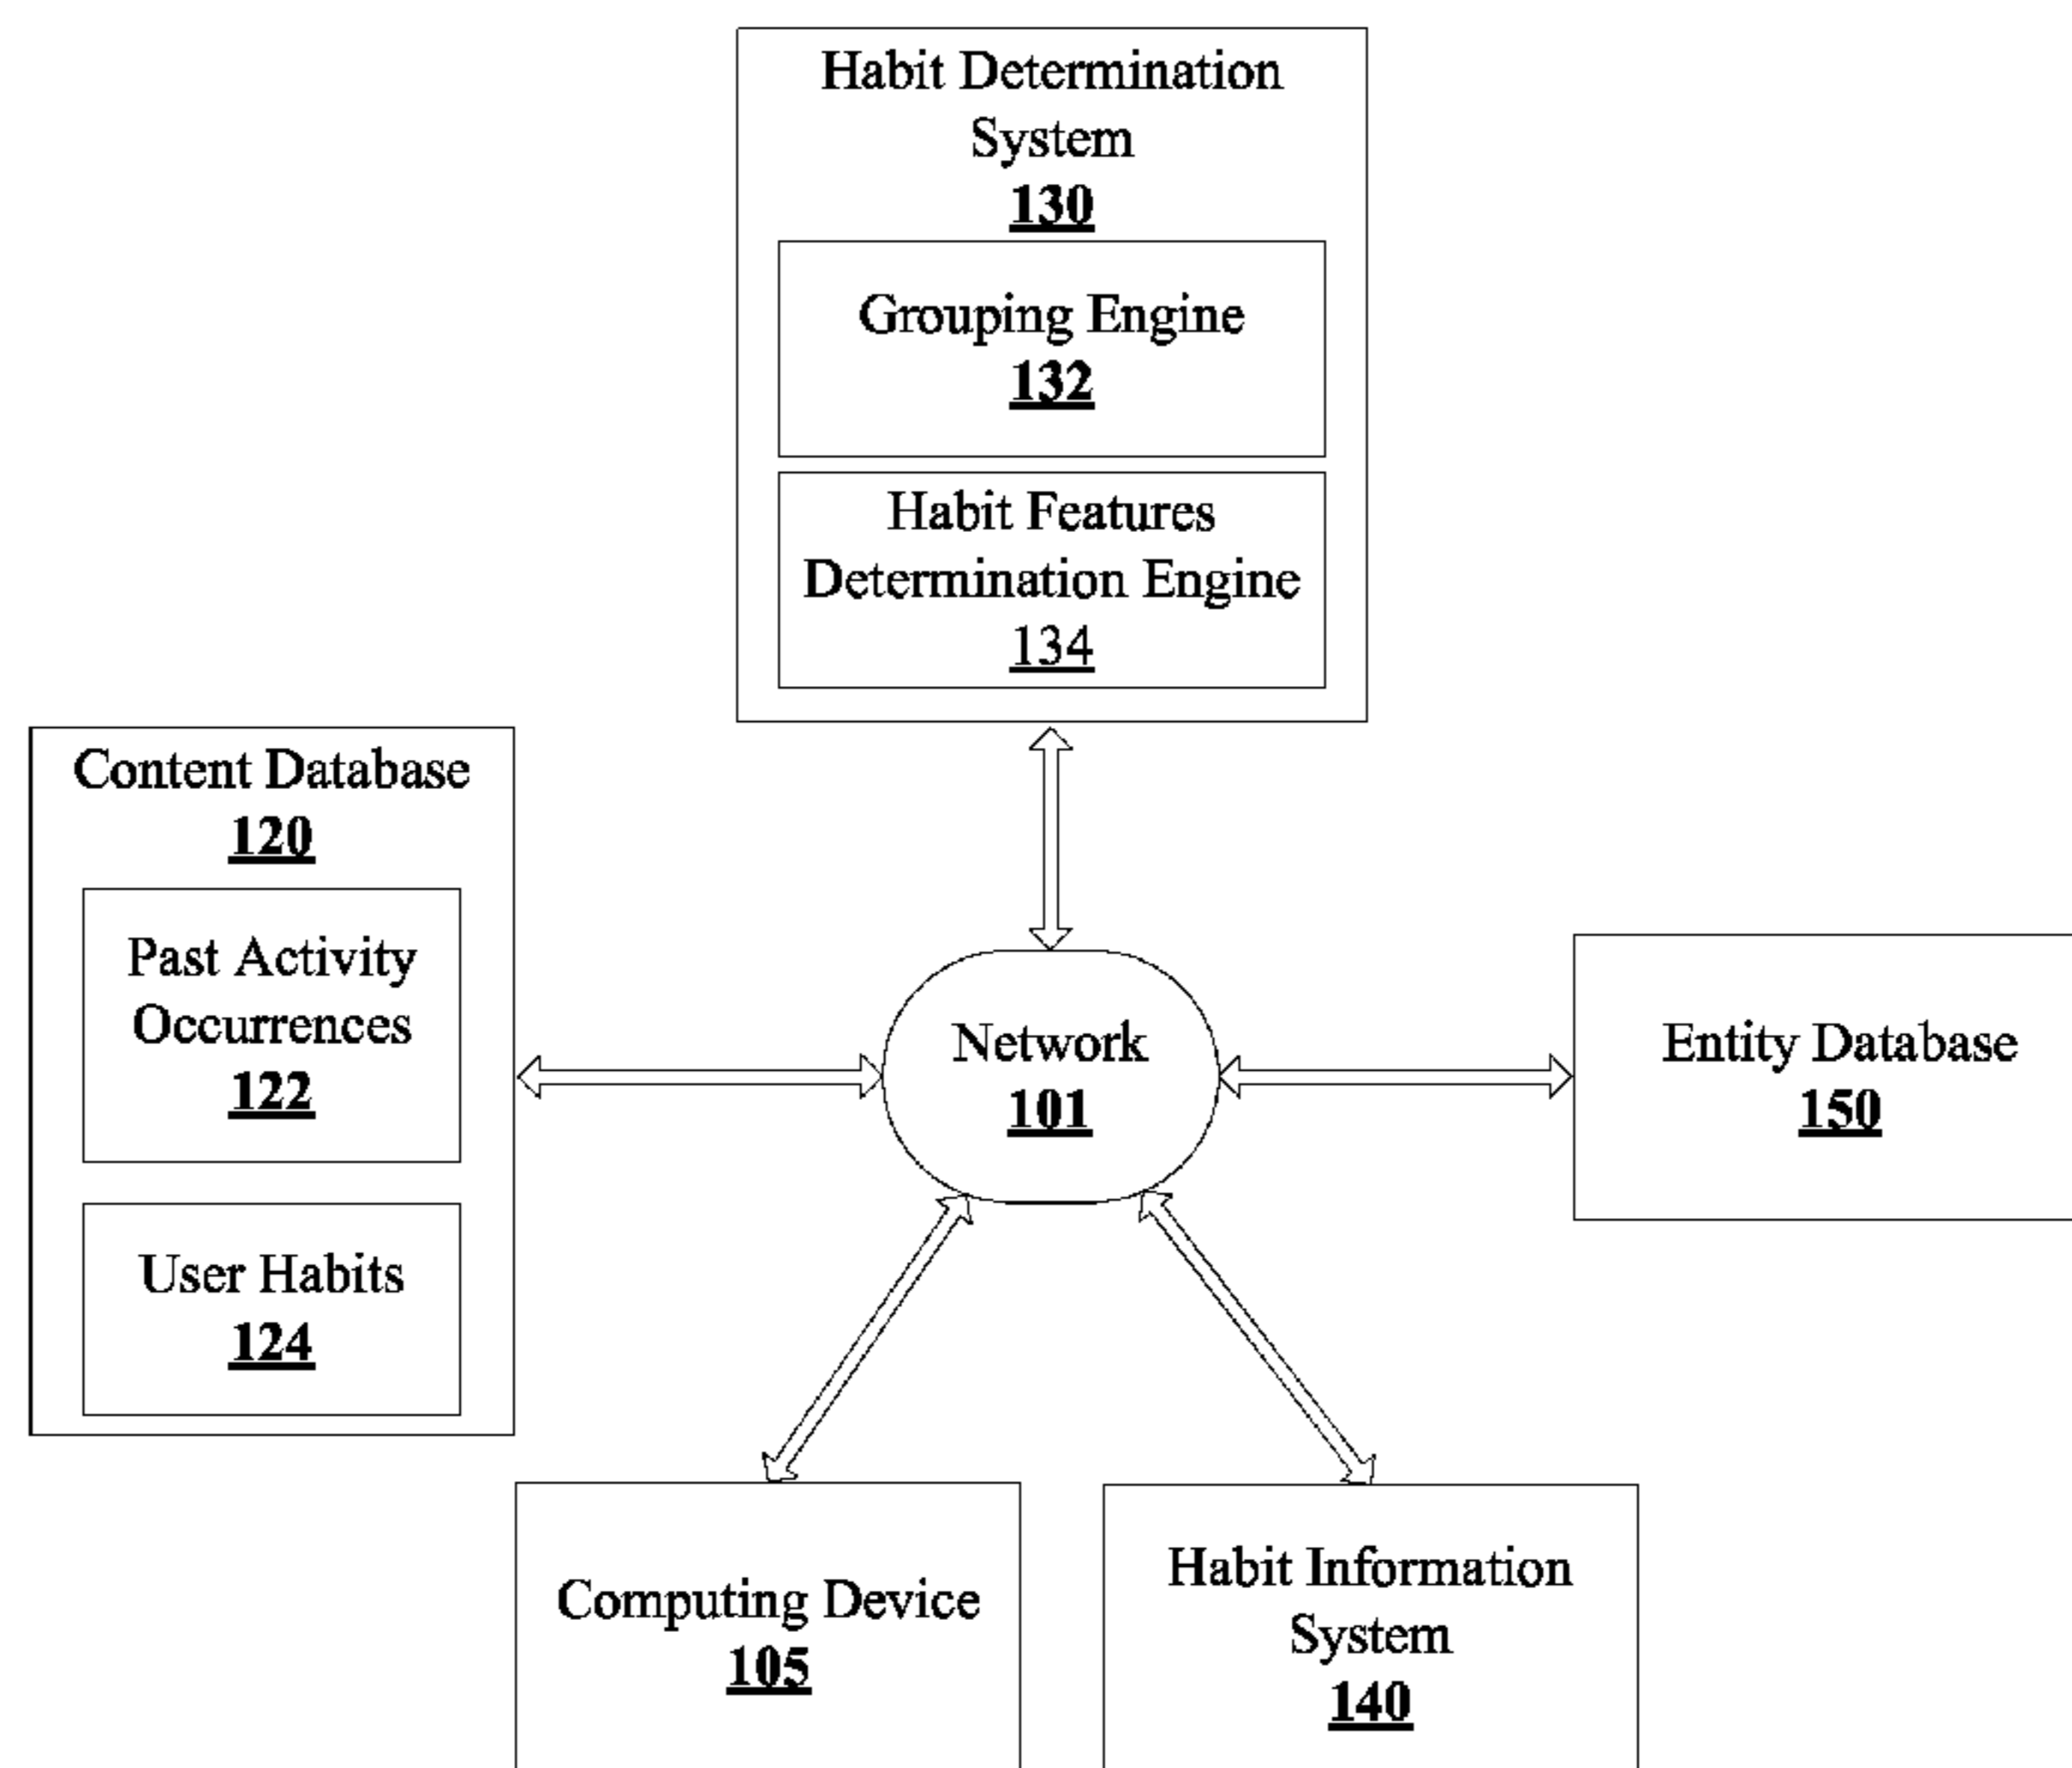 Habit Determination
System
130
Grouping Engine
132
Habit Features
Determination Engine
134
Content Database
120
Past Activity
Occurrences
122
User Habits
124
Network
101
Entity Database
150
Computing Device
105
Habit Information
System
140